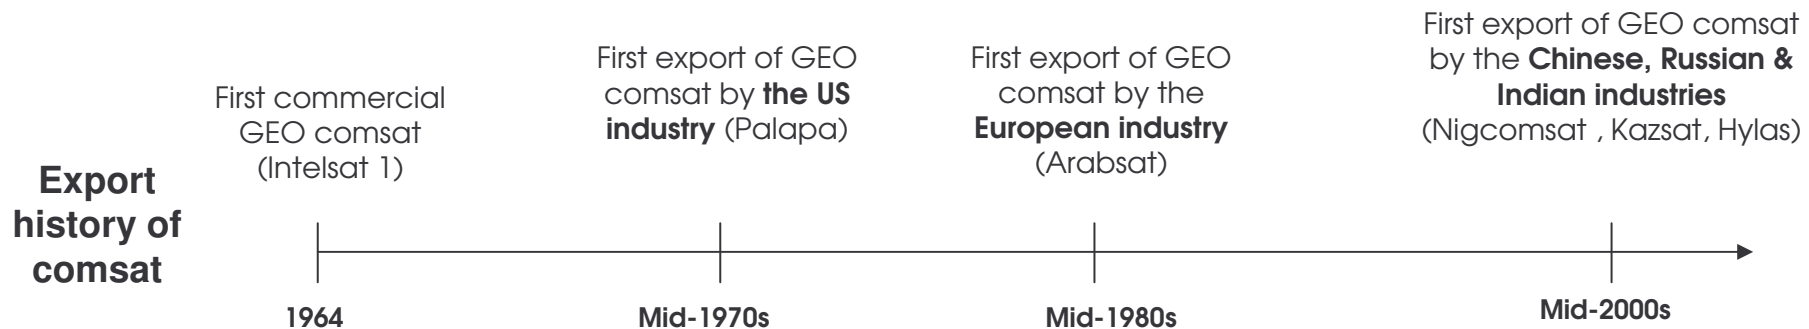 Export
history of
comsat
First commercial
GEO comsat
(Intelsat 1)
1964
First export of GEO
comsat by the US
industry (Palapa)
Mid-1970s
First export of GEO
comsat by the
European industry
(Arabsat)
Mid-1980s
First export of GEO comsat
by the Chinese, Russian &
Indian industries
(Nigcomsat , Kazsat, Hylas)
Mid-2000s